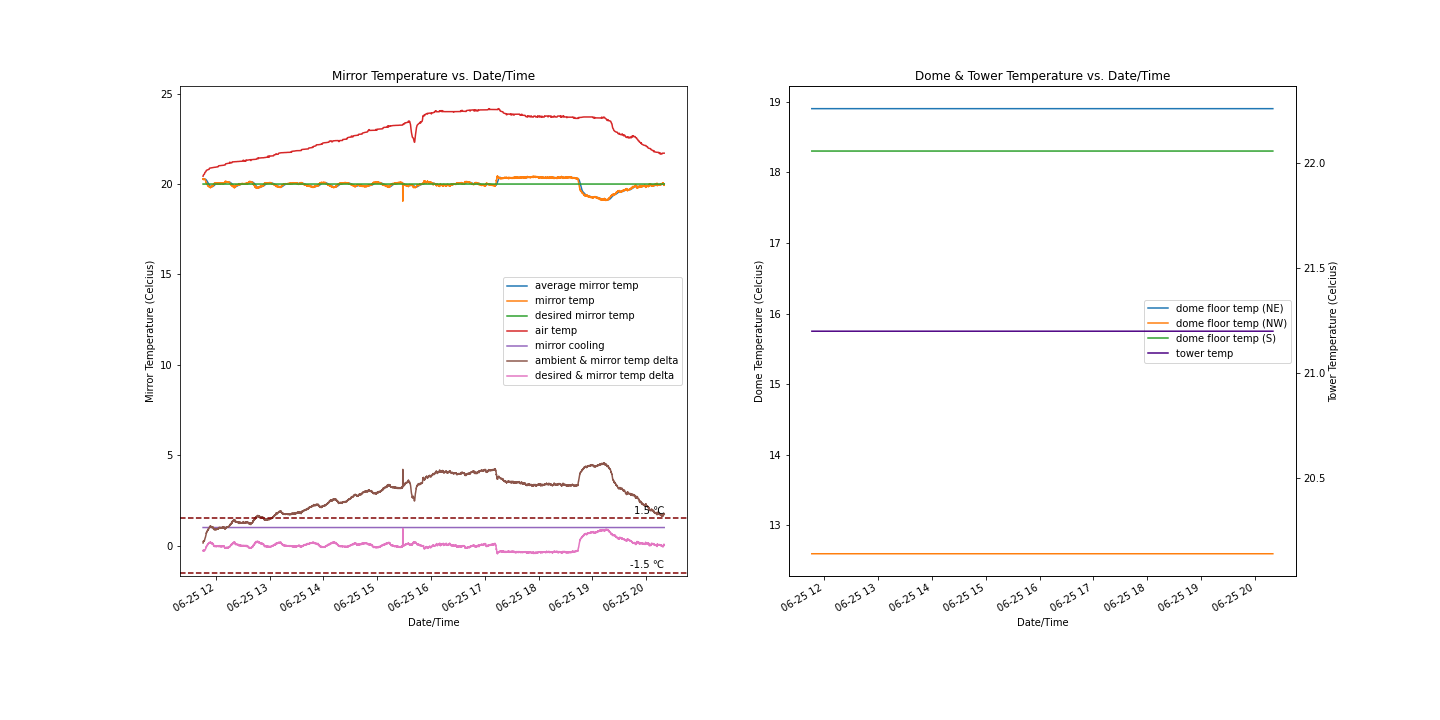 Mirror Temperature vs. Date/Time
25
20
15
10
5
0
Mirror Temperature (Celcius)
average mirror temp
mirror temp
desired mirror temp
air temp
mirror cooling
ambient & mirror temp delta
desired & mirror temp delta
1.5 °C
-1.5 °C
06-25 12
06-25 13
06-25 14
06-25 15
06-25 16
06-25 17
06-25 18
06-25 19
06-25 20
Date/Time
Dome & Tower Temperature vs. Date/Time
19
18
17
16
15
14
13
Dome Temperature (Celcius)
dome floor temp (NE)
dome floor temp (NW)
dome floor temp (S)
tower temp
22.0
21.5
21.0
20.5
Tower Temperature (Celcius)
06-25 12
06-25 13
06-25 14
06-25 15
06-25 16
06-25 17
06-25 18
06-25 19
06-25 20
Date/Time